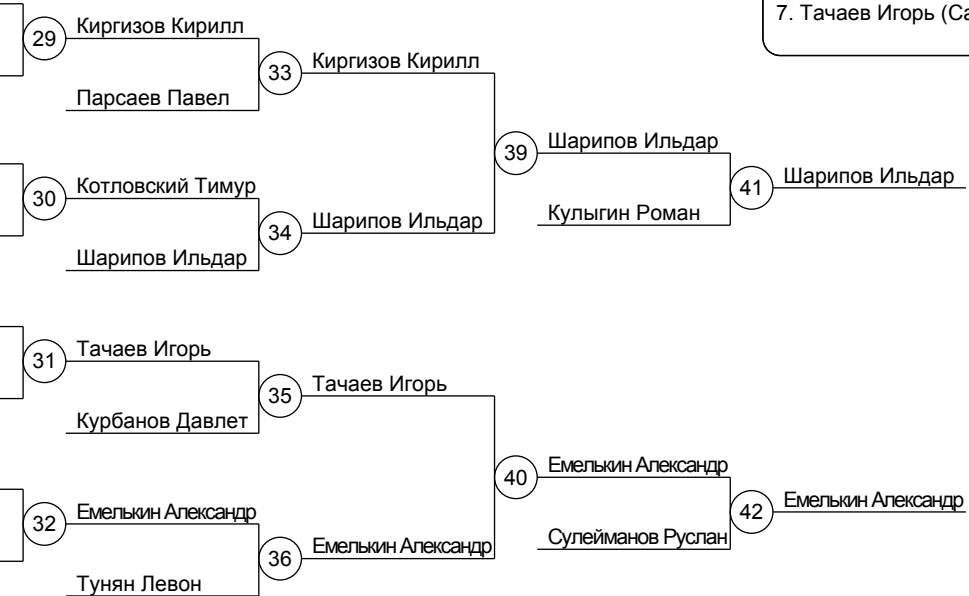 7. Тачаев Игорь
29
Киргизов Кирилл
Парсаев Павел
33
Киргизов Кирилл
30
Котловский Тимур
Шарипов Ильдар
34
Шарипов Ильдар
39
Шарипов Ильдар
Кулыгин Роман
41
Шарипов Ильдар
31
Тачаев Игорь
Курбанов Давлет
35
Тачаев Игорь
32
Емелькин Александр
Тунян Левон
36
Емелькин Александр
40
Емелькин Александр
Сулейманов Руслан
42
Емелькин Александр